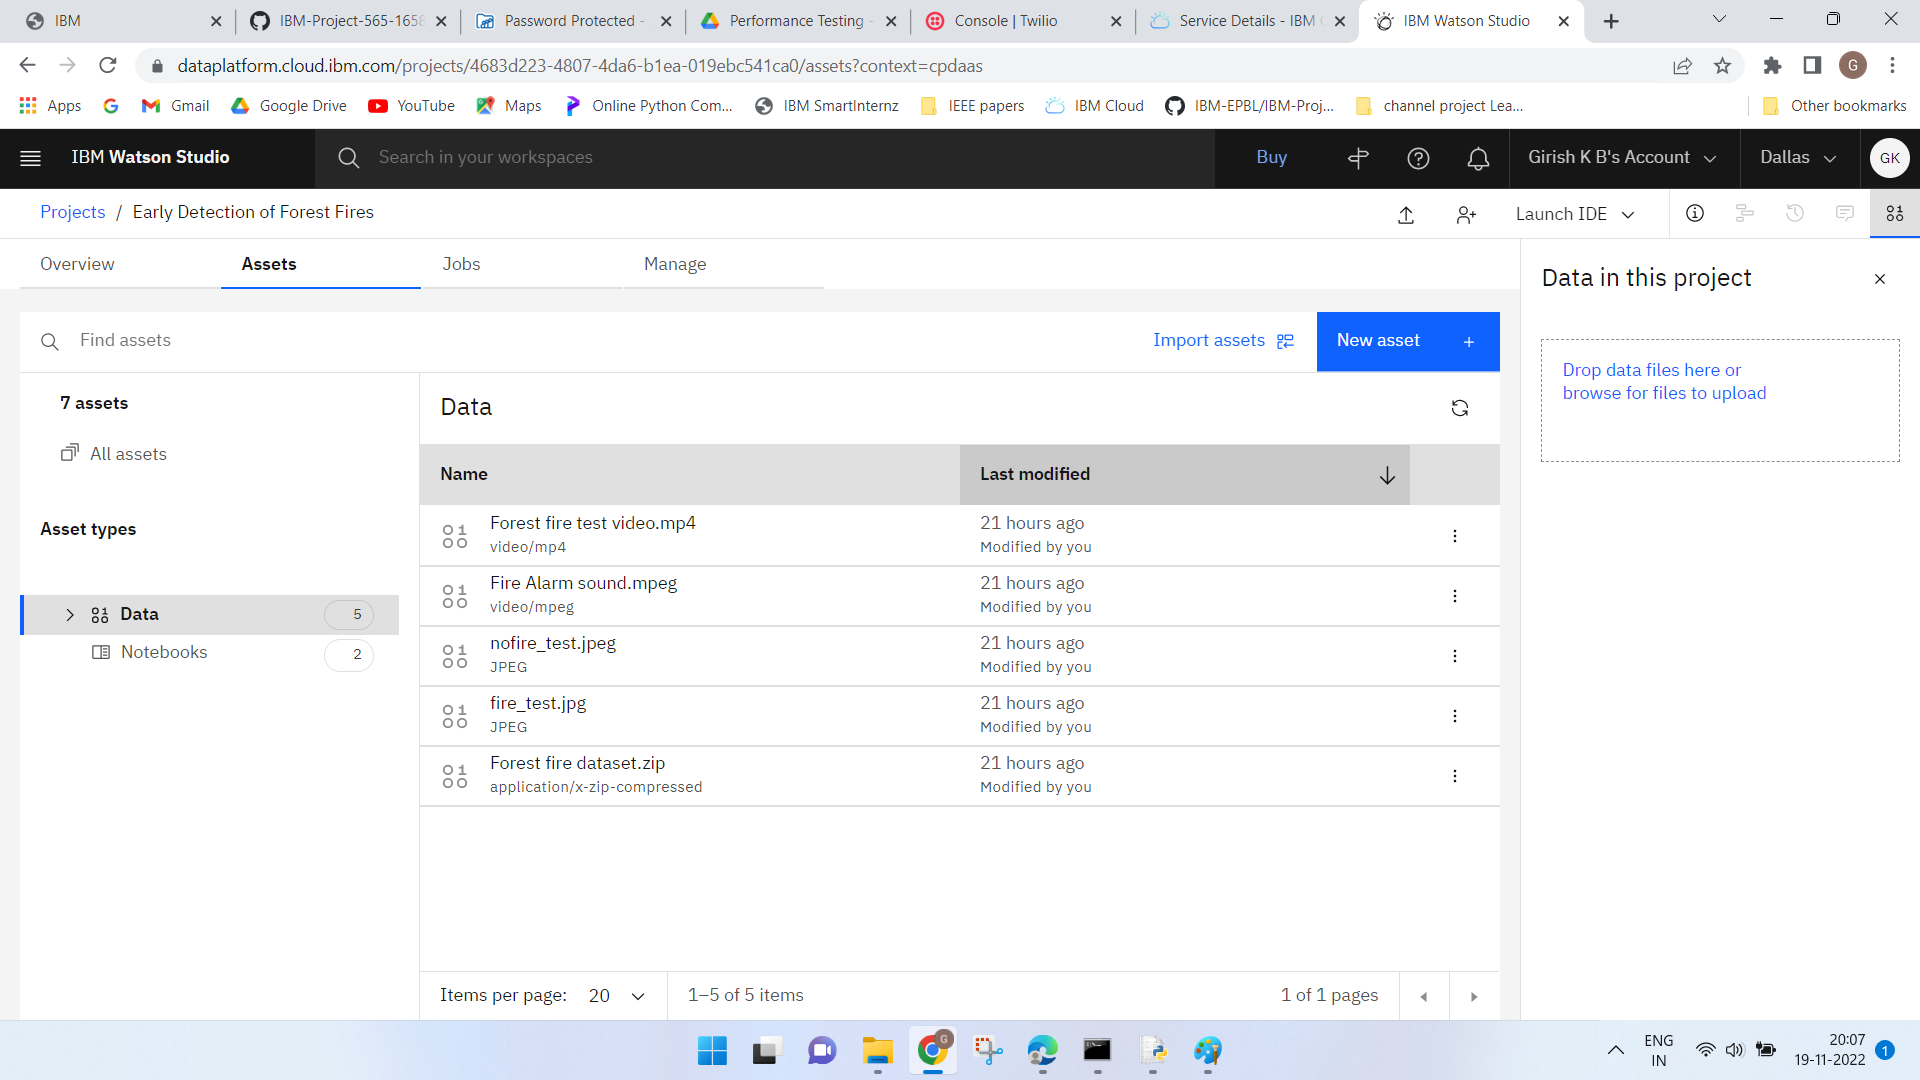 IBM
IBM-Project-565-1658
Password Protected -
Performance Testing -
Console | Twilio
Service Details - IBM
IBM Watson Studio
dataplatform.cloud.ibm.com/projects/4683d223-4807-4da6-b1ea-019ebc541ca0/assets?context=cpdaas
G
Apps
Gmail
Google Drive
YouTube
Maps
Online Python Com...
IBM SmartInternz
IEEE papers
IBM Cloud
IBM-EPBL/IBM-Proj...
channel project Lea...
Other bookmarks
IBM Watson Studio
Search in your workspaces
Buy
Girish K B's Account
Dallas
GK
Projects / Early Detection of Forest Fires
Launch IDE
Overview
Assets
Jobs
Manage
Data in this project
Drop data files here or
browse for files to upload
Find assets
Import assets
New asset +
7 assets
All assets
Asset types
Data 5
Notebooks 2
Data
Name
Last modified
Forest fire test video.mp4
video/mp4
21 hours ago
Modified by you
Fire Alarm sound.mpeg
video/mpeg
21 hours ago
Modified by you
nofire_test.jpeg
JPEG
21 hours ago
Modified by you
fire_test.jpg
JPEG
21 hours ago
Modified by you
Forest fire dataset.zip
application/x-zip-compressed
21 hours ago
Modified by you
Items per page: 20
1–5 of 5 items
1 of 1 pages
G
ENG
IN
20:07
19-11-2022
1